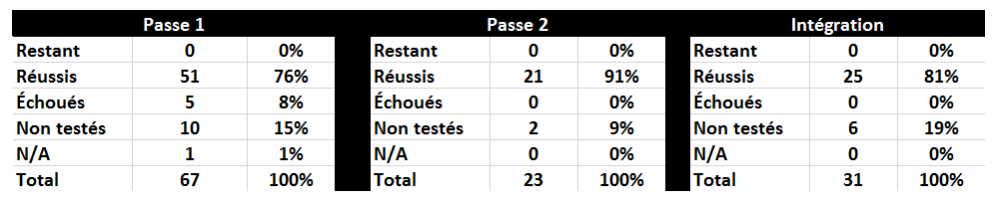 Passe 1 Passe 2 Intégration
Restant 0 0% Restant 0 0% Restant 0 0%
Réussis 51 76% Réussis 21 91% Réussis 25 81%
Échoués 5 8% Échoués 0 0% Échoués 0 0%
Non testés 10 15% Non testés 2 9% Non testés 6 19%
N/A 1 1% N/A 0 0% N/A 0 0%
Total 67 100% Total 23 100% Total 31 100%